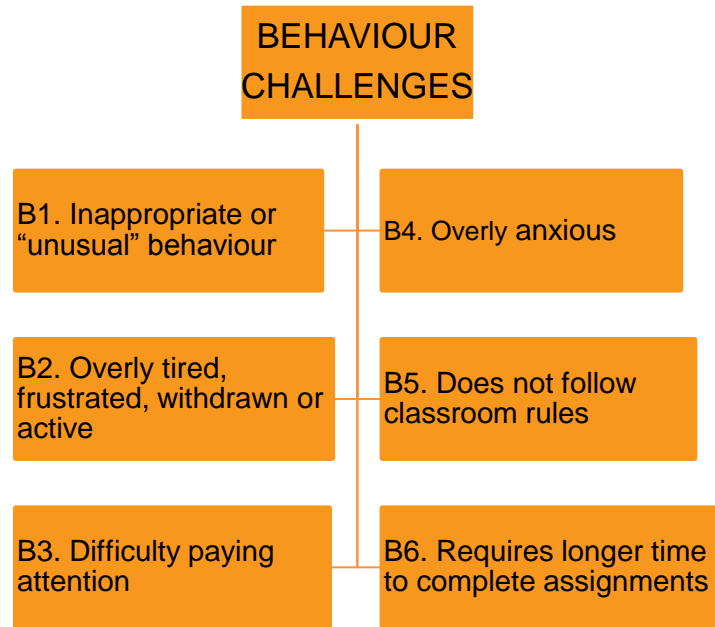 BEHAVIOUR
CHALLENGES
B1. Inappropriate or
“unusual” behaviour
B2. Overly tired,
frustrated, withdrawn or
active
B3. Difficulty paying
attention
B4. Overly anxious
B5. Does not follow
classroom rules
B6. Requires longer time
to complete assignments